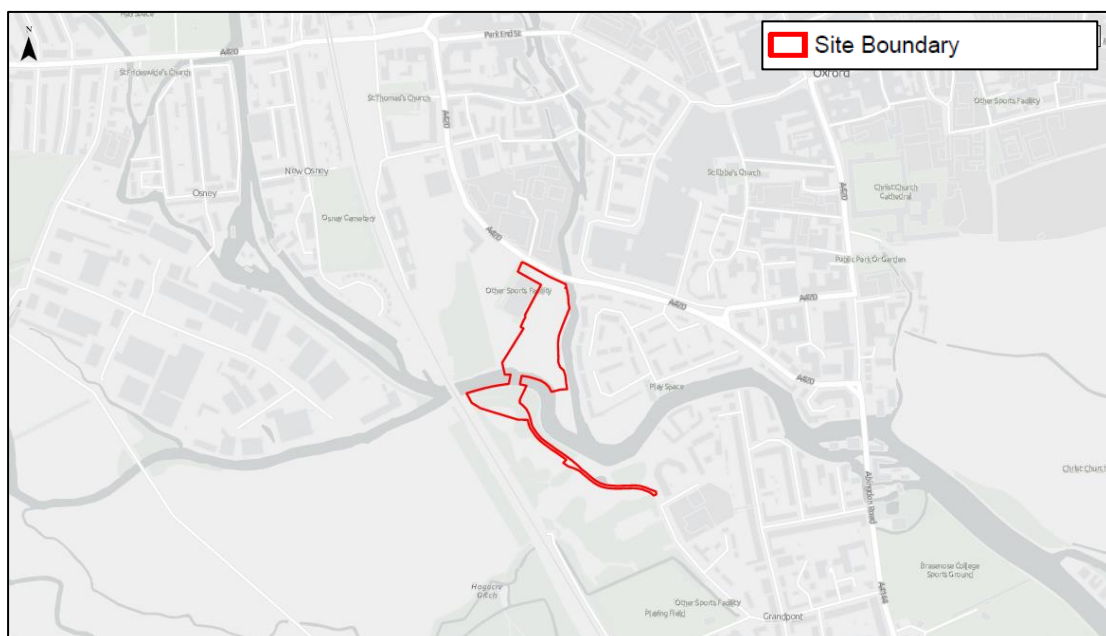 N
Site Boundary
Park End St
A420
Oxford
St Frideswide's Church
St Thomas's Church
Other Sports Facility
A420
New Osney
Osney
St Ebbe's Church
Christ Church
Cathedral
A420
Osney Cemetery
A420
Public Park Or Garden
Other Sports Facility
A420
A420
Play Space
A420
Christ Church
Abingdon Road
Brasenose College
Sports Ground
Hogacre
Ditch
A4144
Other Sports Facility
Playing Field
Grandpont